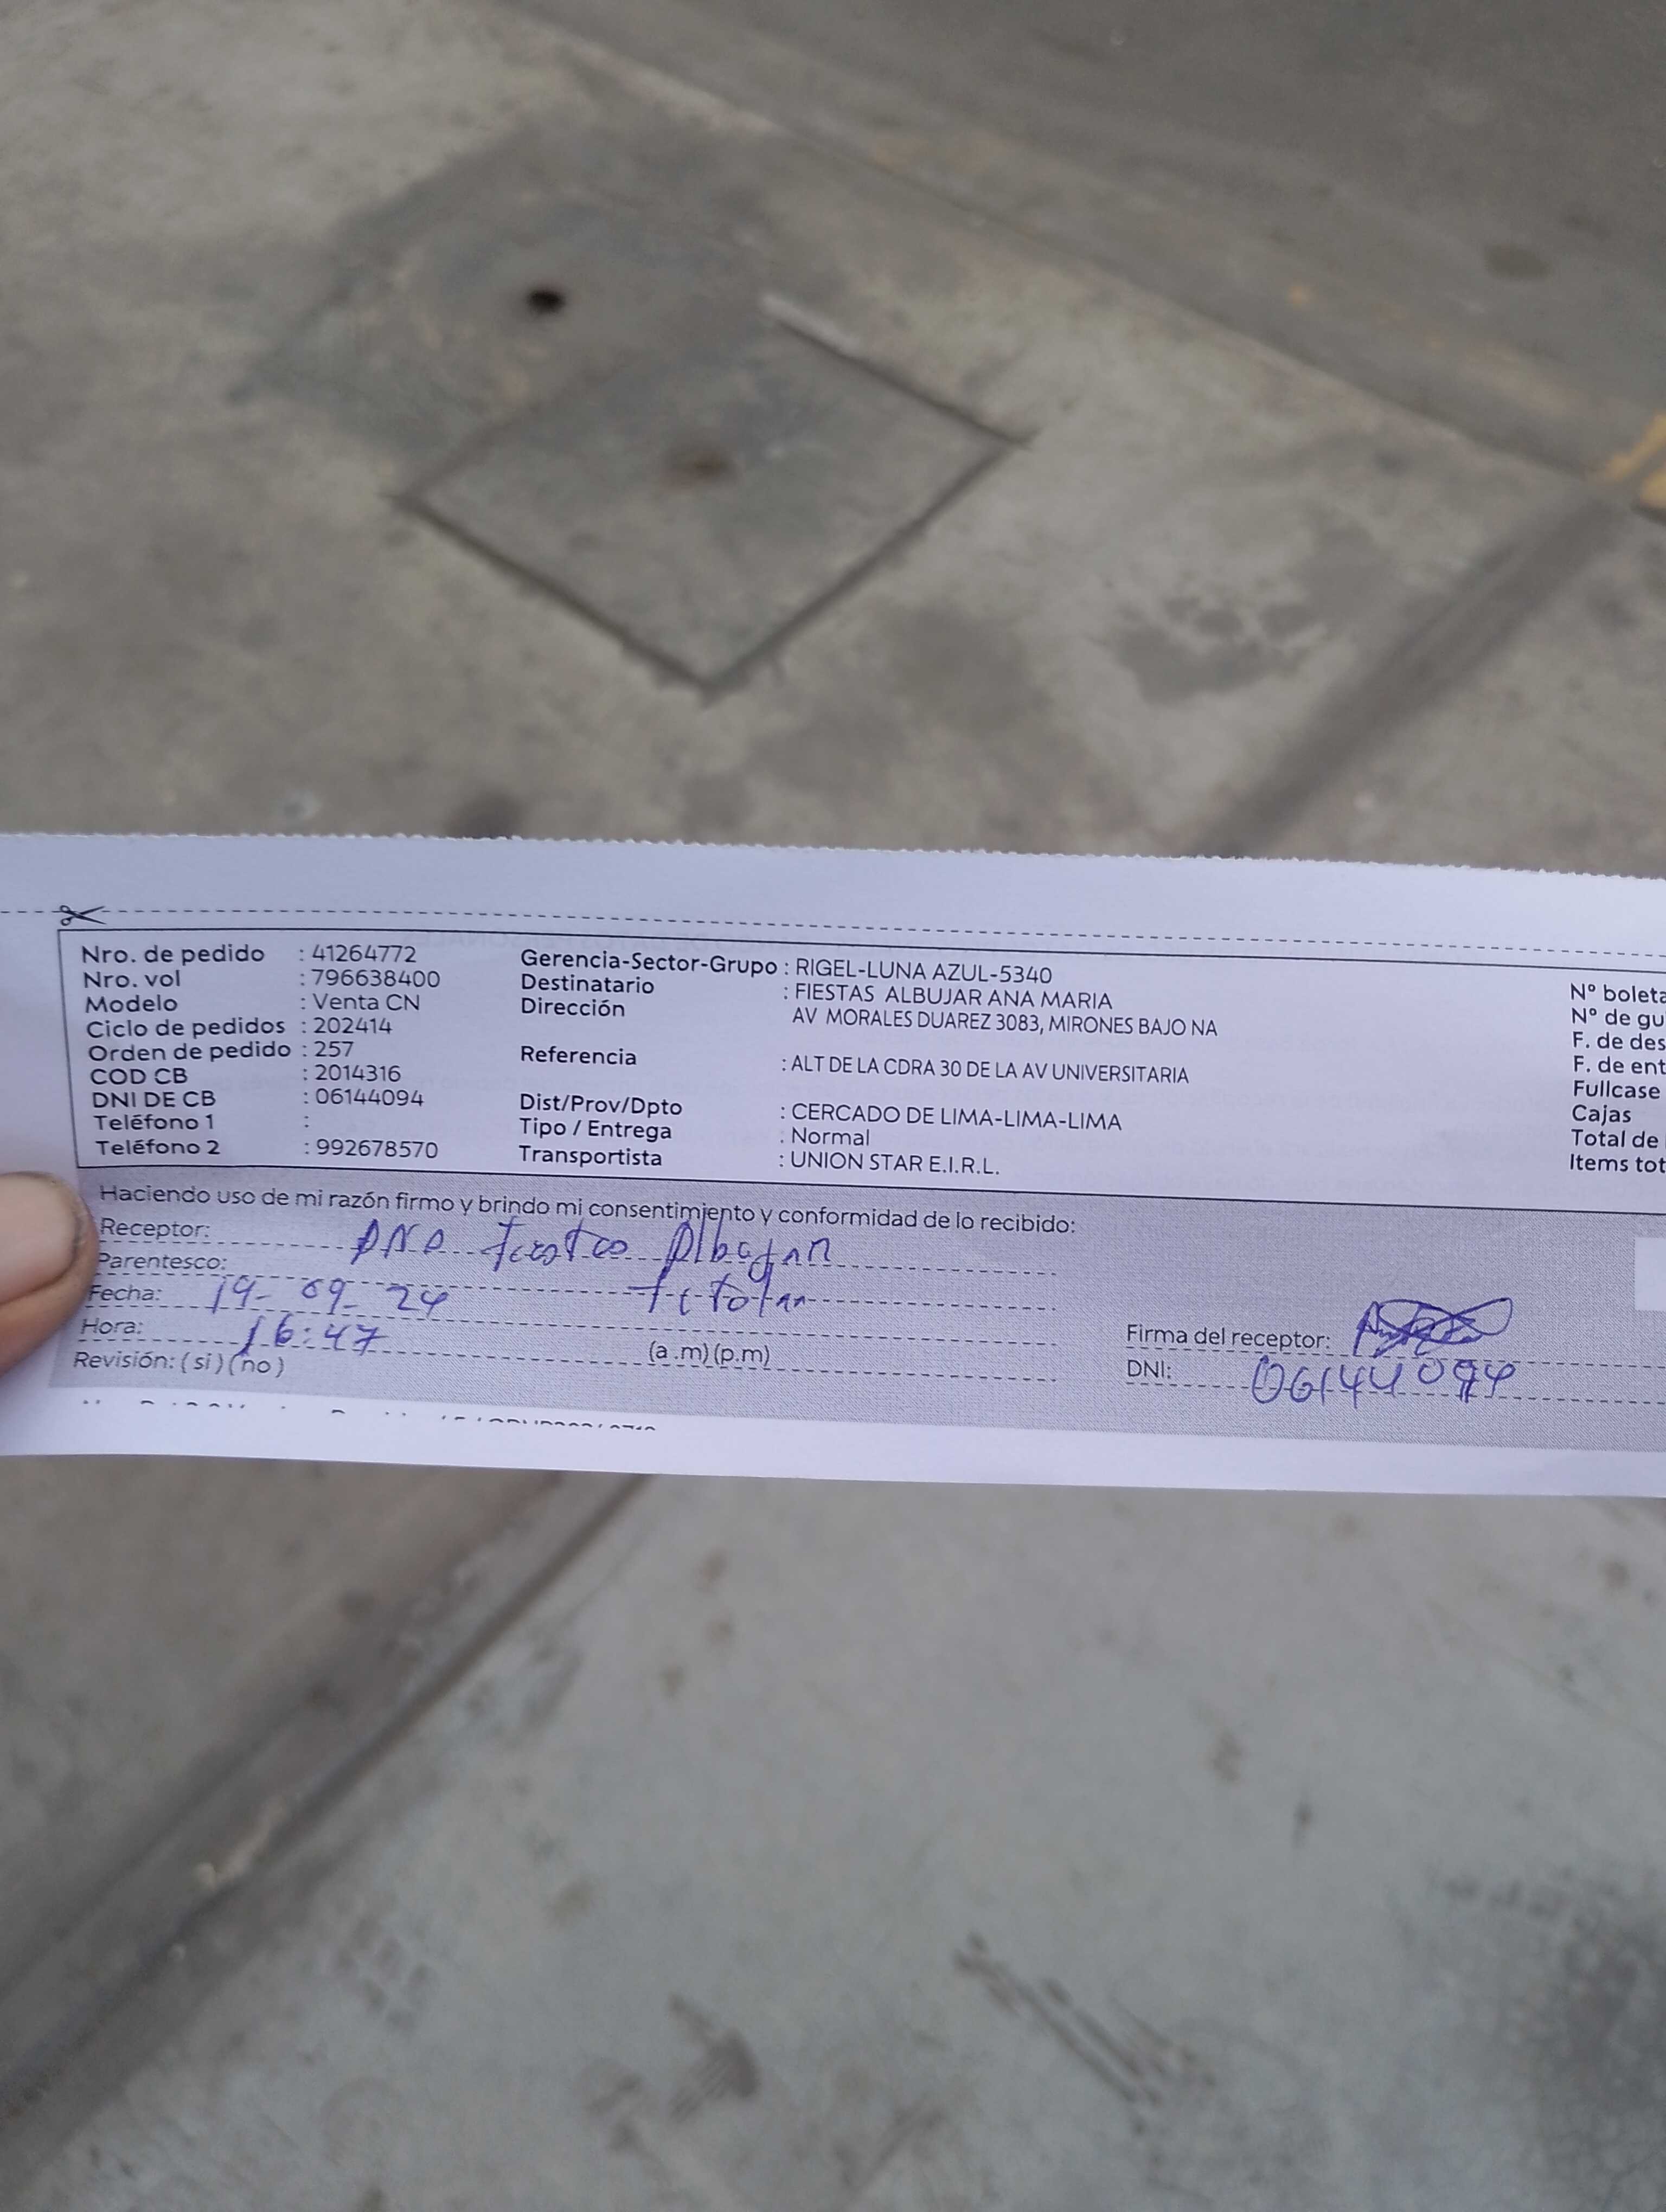 Nro. de pedido : 41264772
Nro. vol : 796638400
Modelo : Venta CN
Ciclo de pedidos : 202414
Orden de pedido : 257
COD CB : 2014316
DNI DE CB : 06144094
Teléfono 1 :
Teléfono 2 : 992678570
Gerencia-Sector-Grupo : RIGEL-LUNA AZUL-5340
Destinatario : FIESTAS ALBUJAR ANA MARIA
Dirección AV MORALES DUAREZ 3083, MIRONES BAJO NA
Referencia : ALT DE LA CDRA 30 DE LA AV UNIVERSITARIA
Dist/Prov/Dpto : CERCADO DE LIMA-LIMA-LIMA
Tipo / Entrega : Normal
Transportista : UNION STAR E.I.R.L.
Nº boleta
Nº de gu
F. de des
F. de ent
Fullcase
Cajas
Total de
Items tot
Haciendo uso de mi razón firmo y brindo mi consentimiento y conformidad de lo recibido:
Receptor: ANA Albujar
Parentesco: titular
Fecha: 19-09-24
Hora: 16:47 (a.m)(p.m)
Revisión: (si) (no)
Firma del receptor:
DNI: 06144094